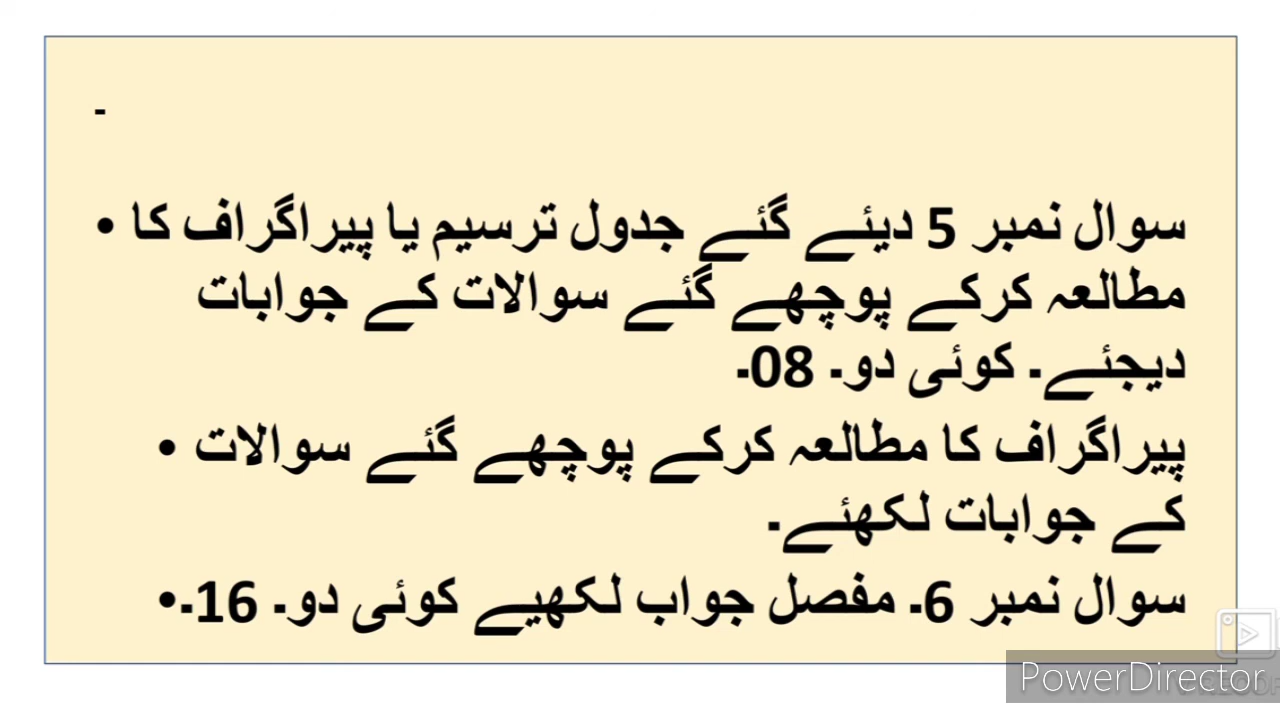 -
سوال نمبر 5 دیئے گئے جدول ترسیم یا پیراگراف کا •
مطالعہ کرکے پوچھے گئے سوالات کے جوابات
دیجئے۔ کوئی دو۔ 08۔
پیراگراف کا مطالعہ کرکے پوچھے گئے سوالات •
کے جوابات لکھئے۔
سوال نمبر 6۔ مفصل جواب لکھیے کوئی دو۔ 16۔•
PowerDirector